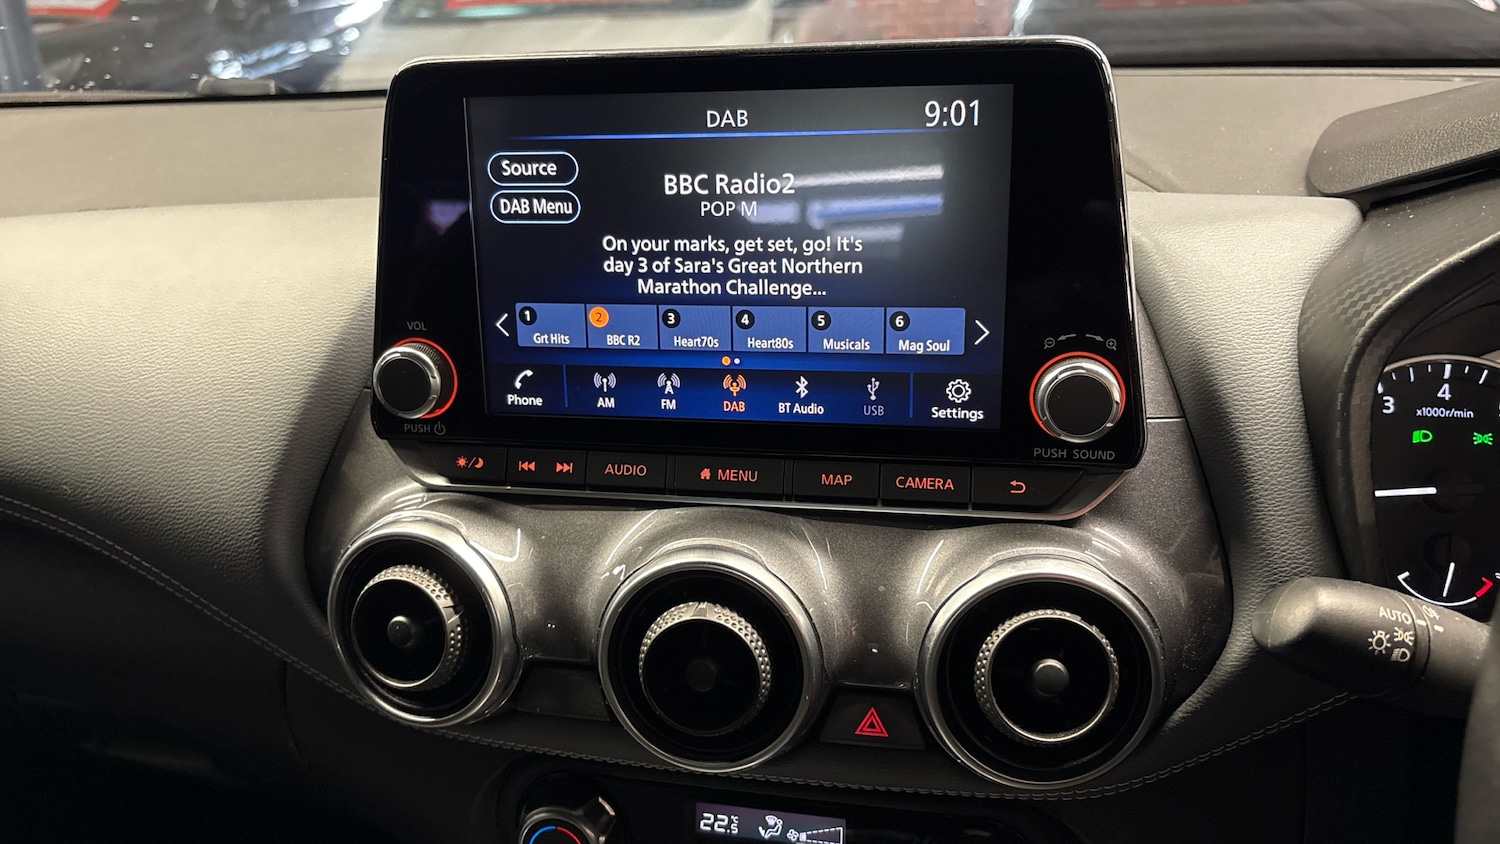 DAB
9:01
Source
DAB Menu
BBC Radio2
POP M
On your marks, get set, go! It's
day 3 of Sara's Great Northern
Marathon Challenge...
1
Grt Hits
2
BBC R2
3
Heart70s
4
Heart80s
5
Musicals
6
Mag Soul
Phone
AM
FM
DAB
BT Audio
USB
Settings
VOL
PUSH
PUSH SOUND
AUDIO
MENU
MAP
CAMERA
3
4
x1000r/min
AUTO
22.5°C